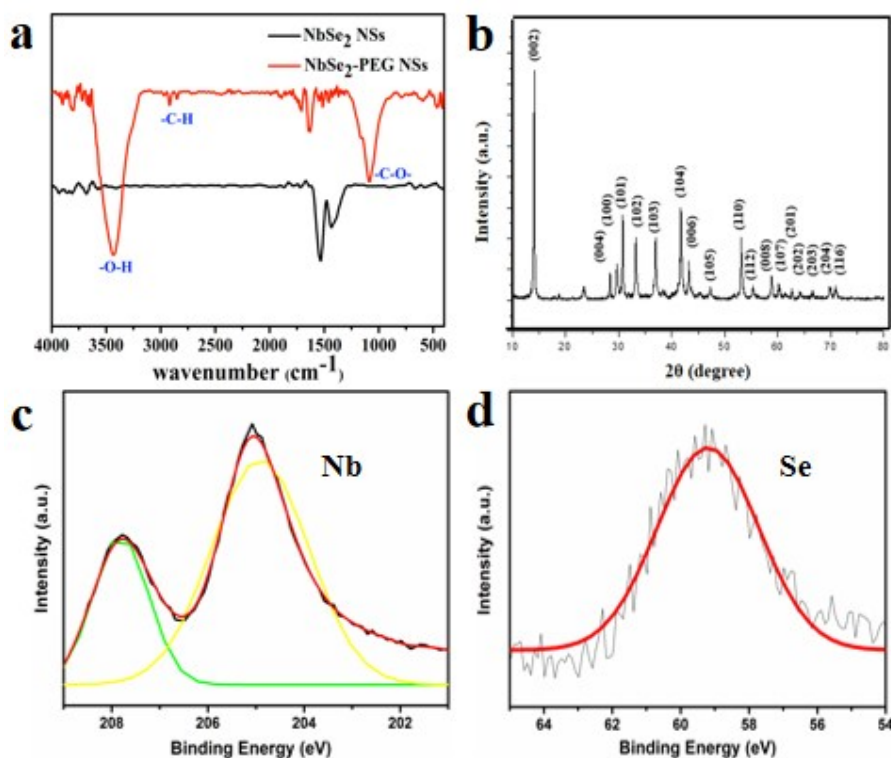 a
NbSe₂ NSs
NbSe₂-PEG NSs
-C-H
-C-O-
-O-H
4000 3500 3000 2500 2000 1500 1000
wavenumber (cm⁻¹)
b
Intensity (a.u.)
(002)
(004)
(100)
(101)
(102)
(103)
(104)
(006)
(105)
(110)
(112)
(008)
(107)
(201)
(202)
(203)
(204)
(116)
10 20 30 40 50 60 70 80
2θ (degree)
c
Nb
Intensity (a.u.)
208 206 204 202
Binding Energy (eV)
d
Se
Intensity (a.u.)
64 62 60 58 56 54
Binding Energy (eV)